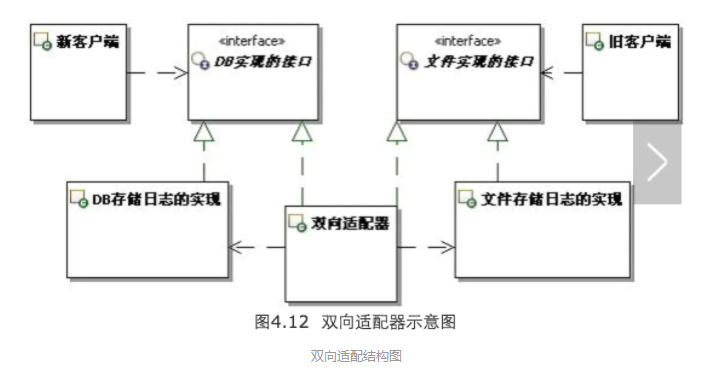 新客户端
«interface»
DB实现的接口
«interface»
文件实现的接口
旧客户端
DB存储日志的实现
双向适配器
文件存储日志的实现
图4.12 双向适配器示意图
双向适配结构图